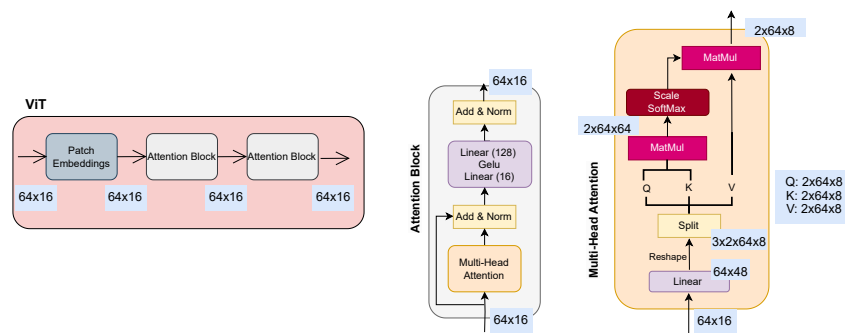 ViT
Patch
Embeddings
Attention Block
Attention Block
64x16
64x16
64x16
64x16
Attention Block
64x16
Add & Norm
Linear (128)
Gelu
Linear (16)
Add & Norm
Multi-Head
Attention
64x16
Multi-Head Attention
2x64x8
MatMul
Scale
SoftMax
2x64x64
MatMul
Q
K
V
Split
3x2x64x8
Reshape
64x48
Linear
64x16
Q: 2x64x8
K: 2x64x8
V: 2x64x8